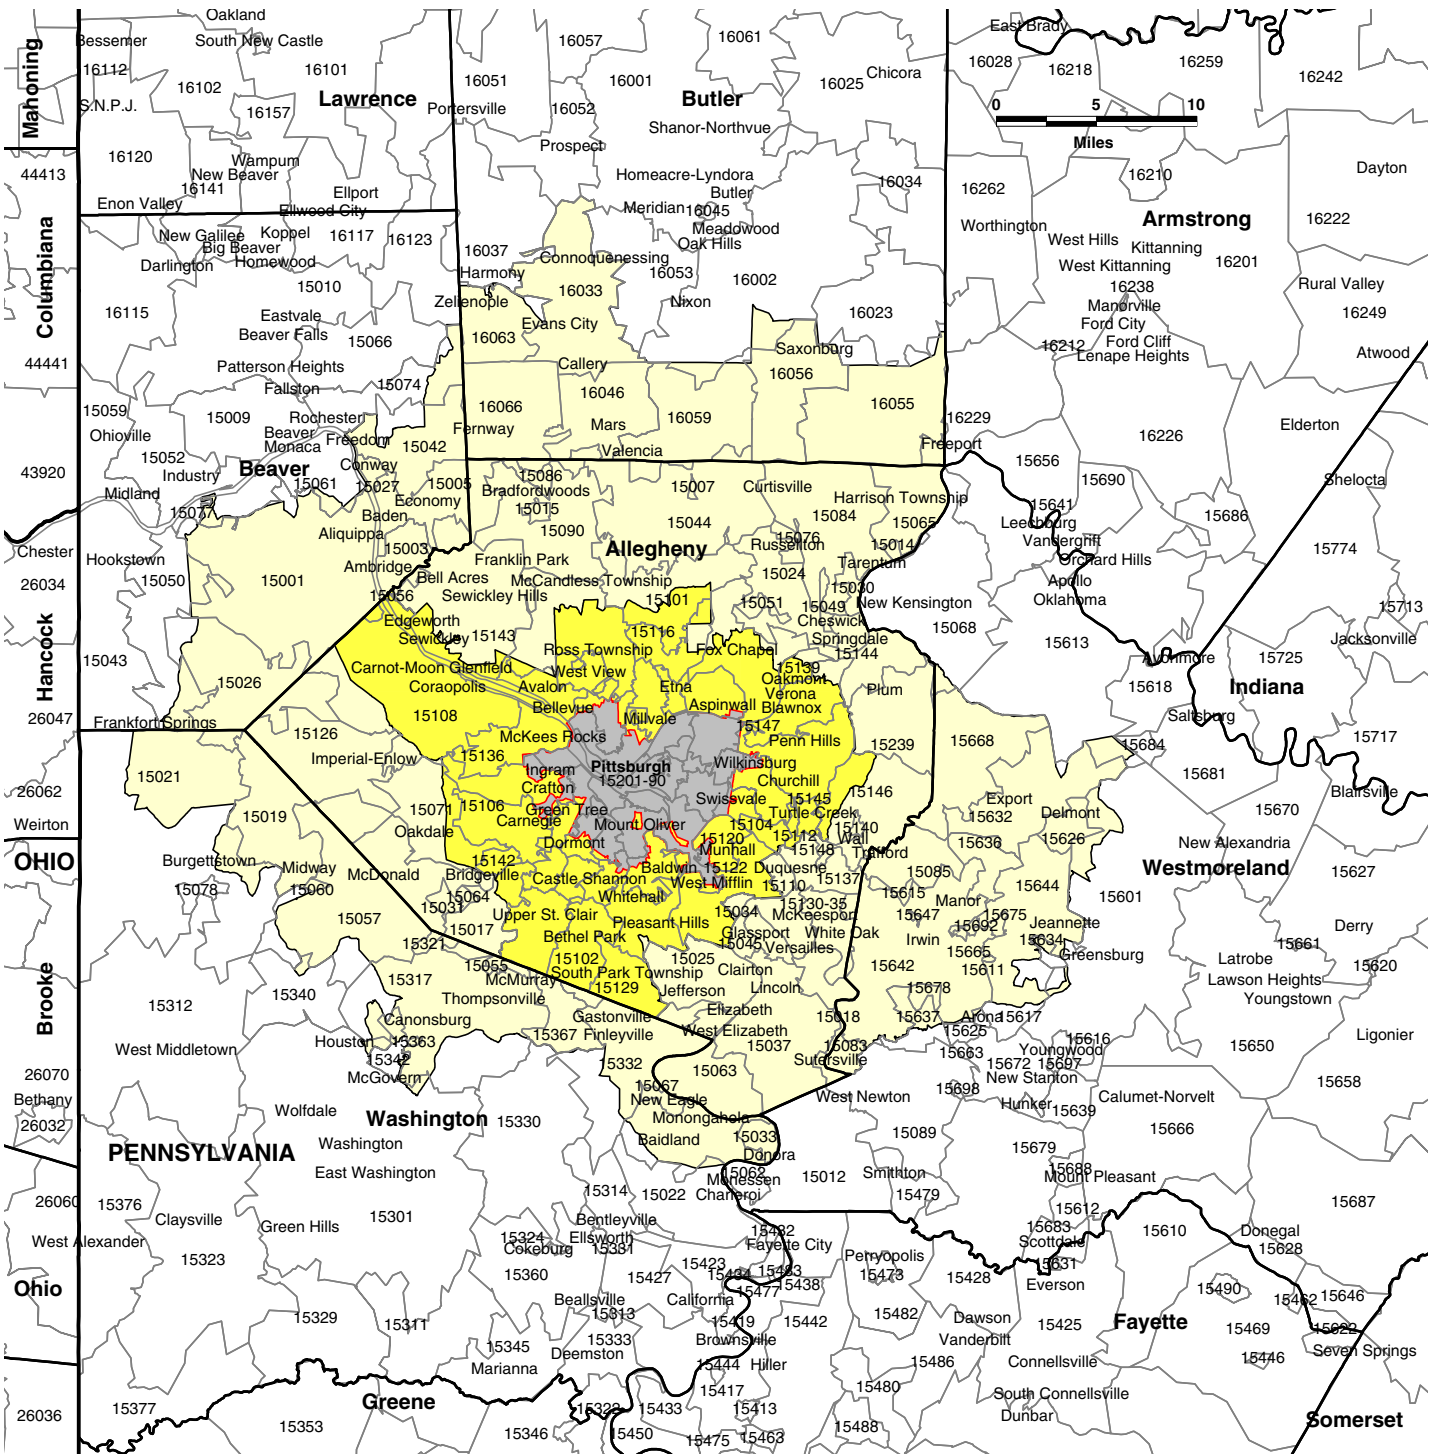 Oakland
East Brady
Bessemer
South New Castle
16057
16061
Mahoning
16112
16102
16101
16051
16001
16025
Chicora
16028
16218
16259
16242
S.N.P.J.
16157
Lawrence
Portersville
16052
Butler
0 5 10
Miles
Shanor-Northvue
16120
Wampum
Prospect
44413
New Beaver
16141
Ellport
Homeacre-Lyndora
Butler
16034
16262
16210
Dayton
Enon Valley
Ellwood City
Meridian
16045
Meadowood
Oak Hills
Worthington
Armstrong
16222
Columbiana
New Galilee
Koppel
16117
16123
16037
Big Beaver
Homewood
Darlington
Connoquenessing
West Hills
Kittanning
West Kittanning
16201
Harmony
16053
16002
15010
16033
16238
Rural Valley
Zelienople
Nixon
Manorville
16115
Eastvale
Beaver Falls
15066
16063
Evans City
16023
Ford City
Ford Cliff
16249
16212
Lenape Heights
Saxonburg
Atwood
44441
Patterson Heights
Callery
16056
Fallston
15074
16046
15059
15009
Rochester
16066
16059
16055
16229
Ohioville
Beaver
Monaca
Freedom
Fernway
Mars
Freeport
16226
Elderton
15042
Valencia
15052
Conway
43920
Industry
Beaver
15061
15027
15005
15086
15007
Curtisville
15656
15690
Shelocta
Midland
Economy
Bradfordwoods
15015
Harrison Township
15077
Baden
15044
15084
15065
15641
Leechburg
15686
Aliquippa
15090
Vandergrift
Chester
Hookstown
15003
Allegheny
15076
Russellton
15014
15774
Franklin Park
Tarentum
Orchard Hills
26034
15050
15001
Ambridge
Bell Acres
McCandless Township
15024
Apollo
15056
Sewickley Hills
15101
15051
15030
15049
New Kensington
Oklahoma
15713
Hancock
Edgeworth
Cheswick
15068
Sewickley
15143
15116
Springdale
15613
Jacksonville
15043
Ross Township
Fox Chapel
15144
Avonmore
15725
Carnot-Moon
Glenfield
West View
15139
15026
Coraopolis
Avalon
Etna
Oakmont
Plum
15618
Indiana
Verona
26047
Frankfort Springs
15108
Bellevue
Millvale
Aspinwall
Blawnox
Saltsburg
15126
McKees Rocks
15147
Penn Hills
15239
15668
15684
15717
Imperial-Enlow
15136
Ingram
Pittsburgh
15201-90
Wilkinsburg
15021
Crafton
Churchill
15681
26062
15146
Blairsville
15071
15106
Green Tree
Swissvale
15145
Export
15670
15019
Carnegie
Turtle Creek
15632
Delmont
Weirton
Oakdale
Mount Oliver
15104
15112
15140
OHIO
Dormont
15120
Wall
15636
15626
New Alexandria
Burgettstown
15142
Munhall
15148
Trafford
Midway
McDonald
Bridgeville
Baldwin
15122
Duquesne
15085
Westmoreland
15627
15078
15060
Castle Shannon
West Mifflin
15110
15137
15644
15601
15064
Whitehall
15615
Manor
15031
15130-35
15057
Upper St. Clair
15034
McKeesport
15647
15675
Jeannette
15017
Pleasant Hills
Glassport
White Oak
15692
Derry
15321
Bethel Park
15045
Versailles
Irwin
15634
15661
15055
15102
15025
15665
Greensburg
Latrobe
Brooke
15317
McMurray
South Park Township
Clairton
15642
15611
15620
Lawson Heights
15340
15129
Jefferson
Lincoln
15678
15312
Thompsonville
Youngstown
Canonsburg
Gastonville
Elizabeth
15018
15637
Arona
15617
West Elizabeth
15625
Houston
15363
15367
Finleyville
15616
Ligonier
West Middletown
15037
15083
15663
Youngwood
15650
15342
15332
Sutersville
15672
15697
McGovern
15063
New Stanton
26070
15067
15698
15658
Bethany
New Eagle
West Newton
Hunker
Calumet-Norvelt
Wolfdale
Washington
15330
Monongahela
15639
26032
15666
Washington
Baidland
15033
15089
PENNSYLVANIA
Donora
15679
East Washington
15062
15012
Smithton
15688
Monessen
Mount Pleasant
26060
15376
15314
15022
Charleroi
15479
15687
Claysville
Green Hills
15301
15612
Bentleyville
15432
15683
15610
Donegal
West Alexander
15324
Ellsworth
Scottdale
Cokeburg
15331
Fayette City
Perryopolis
15628
15323
15423
15631
Ohio
15360
15427
15434
15483
15473
15428
Everson
15490
15477
15438
15462
15646
Beallsville
California
15329
15311
15313
15482
Dawson
15419
15442
15425
Fayette
15469
15622
15345
15333
Brownsville
Vanderbilt
Seven Springs
Deemston
15446
Marianna
15444
Hiller
15486
Connellsville
15417
15480
South Connellsville
Greene
26036
15377
15322
15433
15413
Dunbar
Somerset
15353
15346
15450
15475
15463
15488